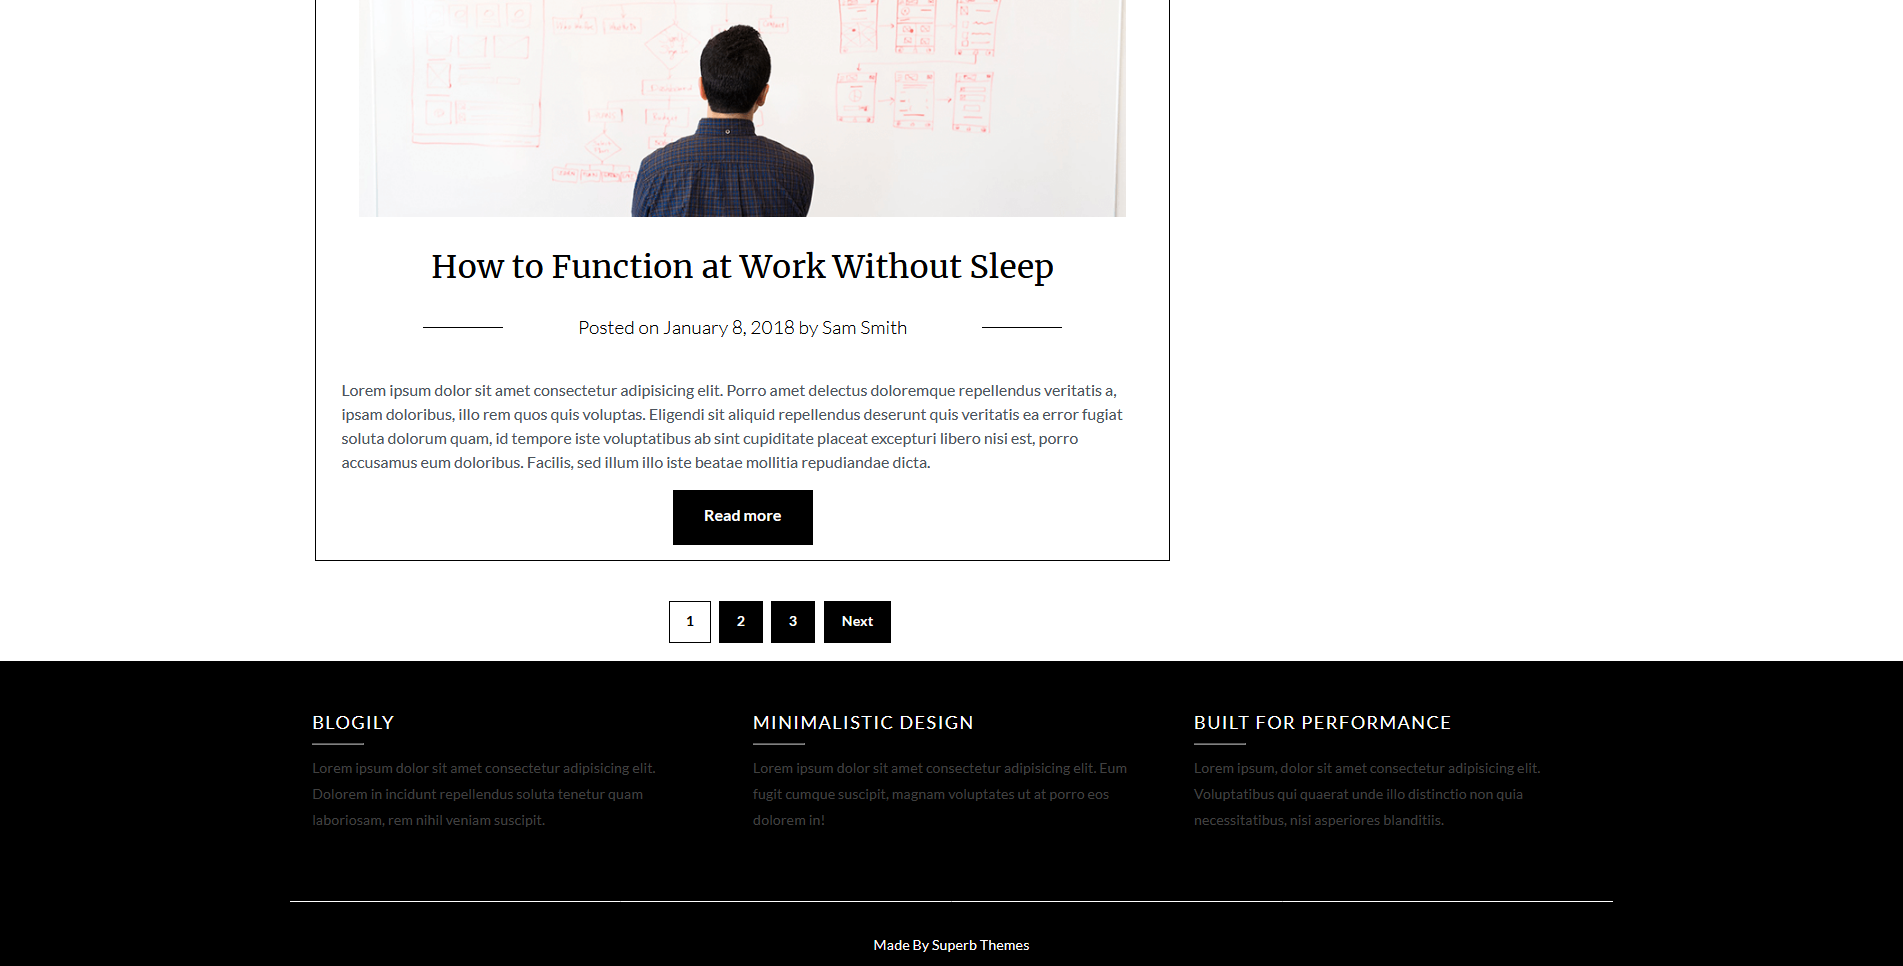 How to Function at Work Without Sleep
Posted on January 8, 2018 by Sam Smith
Lorem ipsum dolor sit amet consectetur adipisicing elit. Porro amet delectus doloremque repellendus veritatis a,
ipsam doloribus, illo rem quos quis voluptas. Eligendi sit aliquid repellendus deserunt quis veritatis ea error fugiat
soluta dolorum quam, id tempore iste voluptatibus ab sint cupiditate placeat excepturi libero nisi est, porro
accusamus eum doloribus. Facilis, sed illum illo iste beatae mollitia repudiandae dicta.
Read more
1 2 3 Next
BLOGILY
Lorem ipsum dolor sit amet consectetur adipisicing elit.
Dolorem in incidunt repellendus soluta tenetur quam
laboriosam, rem nihil veniam suscipit.
MINIMALISTIC DESIGN
Lorem ipsum dolor sit amet consectetur adipisicing elit. Eum
fugit cumque suscipit, magnam voluptates ut at porro eos
dolorem in!
BUILT FOR PERFORMANCE
Lorem ipsum, dolor sit amet consectetur adipisicing elit.
Voluptatibus qui quaerat unde illo distinctio non quia
necessitatibus, nisi asperiores blanditiis.
Made By Superb Themes